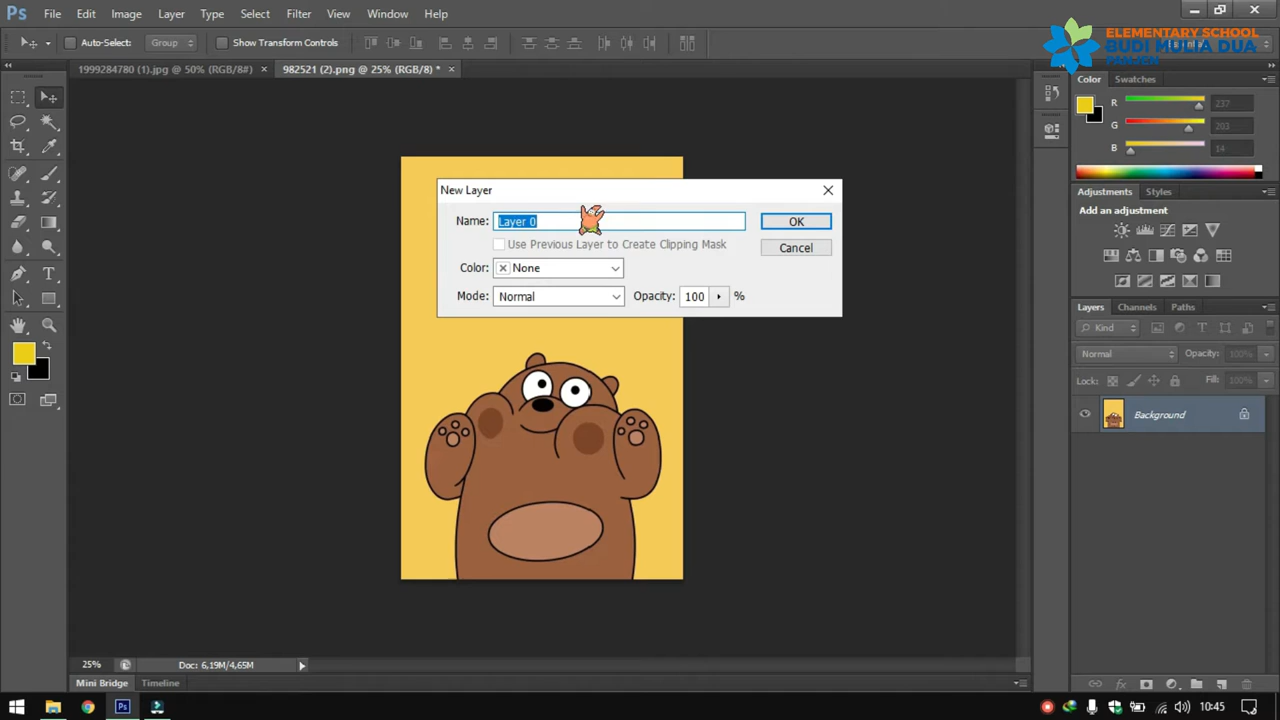 Ps File Edit Image Layer Type Select Filter View Window Help
Auto-Select: Group Show Transform Controls
ELEMENTARY SCHOOL
BUDI MULIA DUA
PANJEN
1999284780 (1).jpg @ 50% (RGB/8#) × 982521 (2).png @ 25% (RGB/8) * ×
Color Swatches
R 237
G 203
B 14
New Layer
Name: Layer 0 OK
Use Previous Layer to Create Clipping Mask Cancel
Color: None
Mode: Normal Opacity: 100 %
Adjustments Styles
Add an adjustment
Layers Channels Paths
Kind
Normal Opacity: 100%
Lock: Fill: 100%
Background
25% Doc: 6,19M/4,65M
Mini Bridge Timeline
Ps 10:45